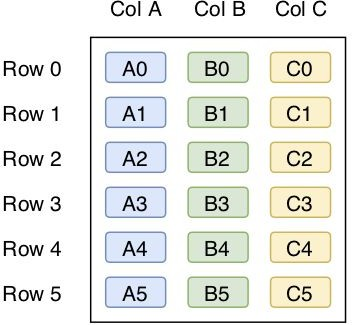 Col A Col B Col C
Row 0 A0 B0 C0
Row 1 A1 B1 C1
Row 2 A2 B2 C2
Row 3 A3 B3 C3
Row 4 A4 B4 C4
Row 5 A5 B5 C5